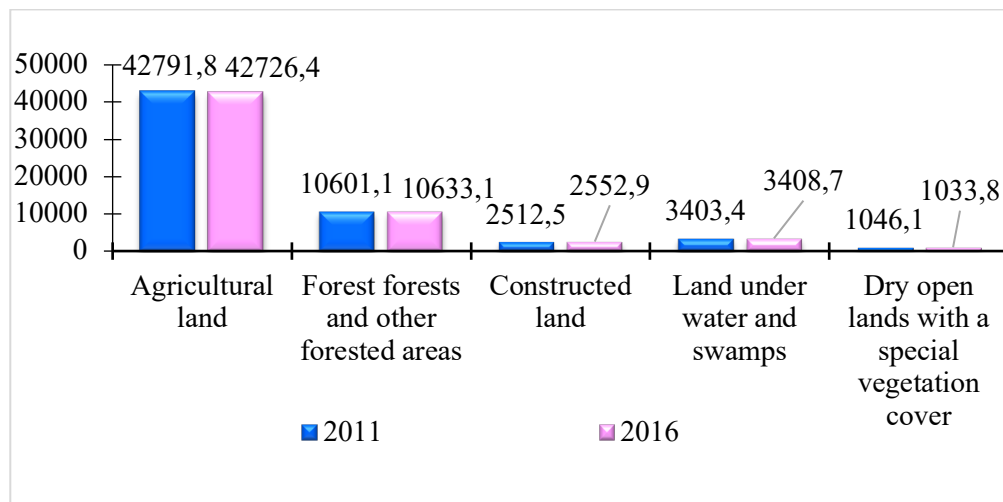 50000
40000
30000
20000
10000
0
42791,8
42726,4
10601,1
10633,1
2512,5
2552,9
3403,4
3408,7
1046,1
1033,8
Agricultural
land
Forest forests
and other
forested areas
Constructed
land
Land under
water and
swamps
Dry open
lands with a
special
vegetation
cover
2011
2016